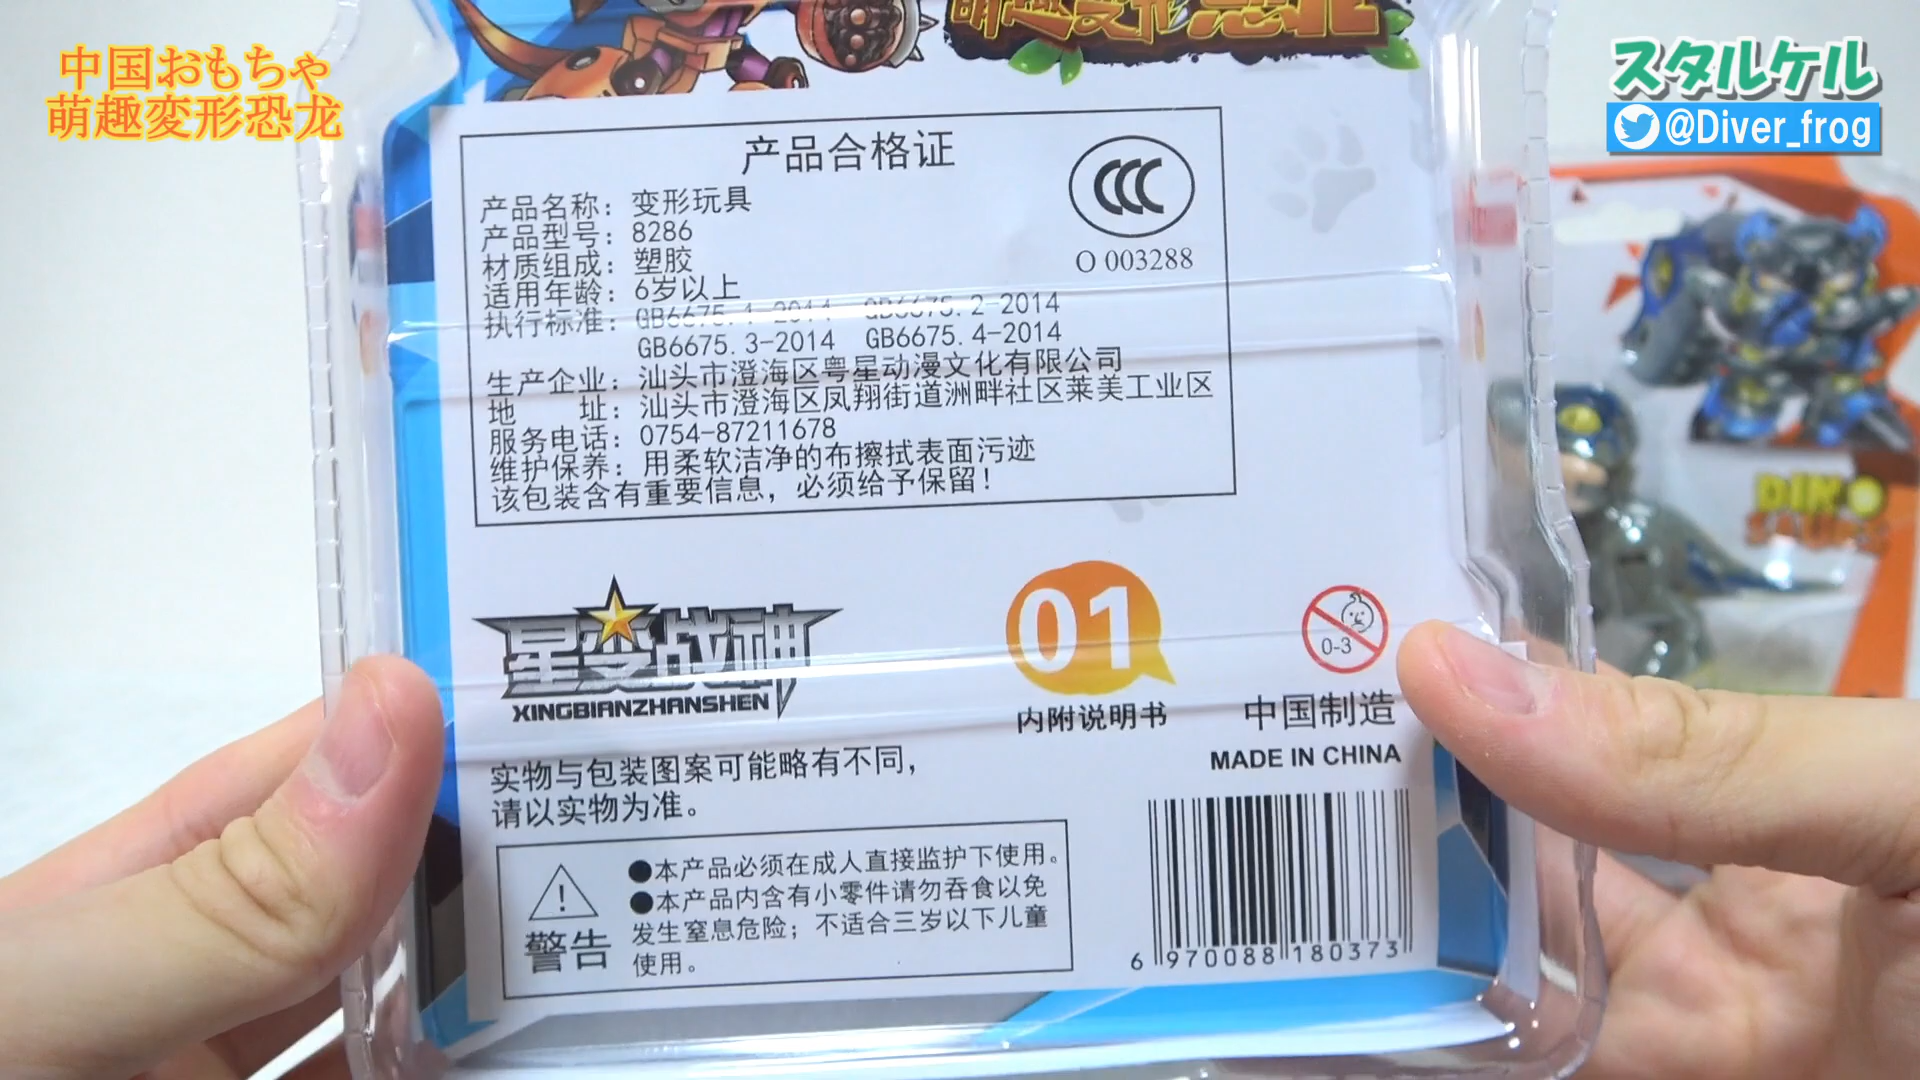 中国おもちゃ
萌趣変形恐龙
スタルケル
@Diver_frog
产品合格证
CCC
O 003288
产品名称：变形玩具
产品型号：8286
材质组成：塑胶
适用年龄：6岁以上
执行标准：GB6675.1-2014 GB6675.2-2014
GB6675.3-2014 GB6675.4-2014
生产企业：汕头市澄海区粤星动漫文化有限公司
地 址：汕头市澄海区凤翔街道洲畔社区莱美工业区
服务电话：0754-87211678
维护保养：用柔软洁净的布擦拭表面污迹
该包装含有重要信息，必须给予保留！
DINO
SAURS
星变战神
XINGBIANZHANSHEN
01
内附说明书
0-3
中国制造
MADE IN CHINA
实物与包装图案可能略有不同，
请以实物为准。
警告
●本产品必须在成人直接监护下使用。
●本产品内含有小零件请勿吞食以免
发生窒息危险；不适合三岁以下儿童
使用。
6 970088 180373